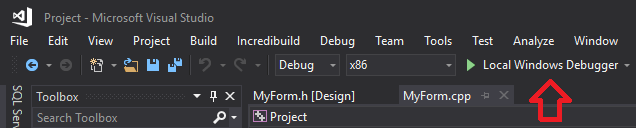 Project - Microsoft Visual Studio
File Edit View Project Build Incredibuild Debug Team Tools Test Analyze Window
Debug x86 Local Windows Debugger
SQL Serv
Toolbox MyForm.h [Design] MyForm.cpp
Search Toolbox Project